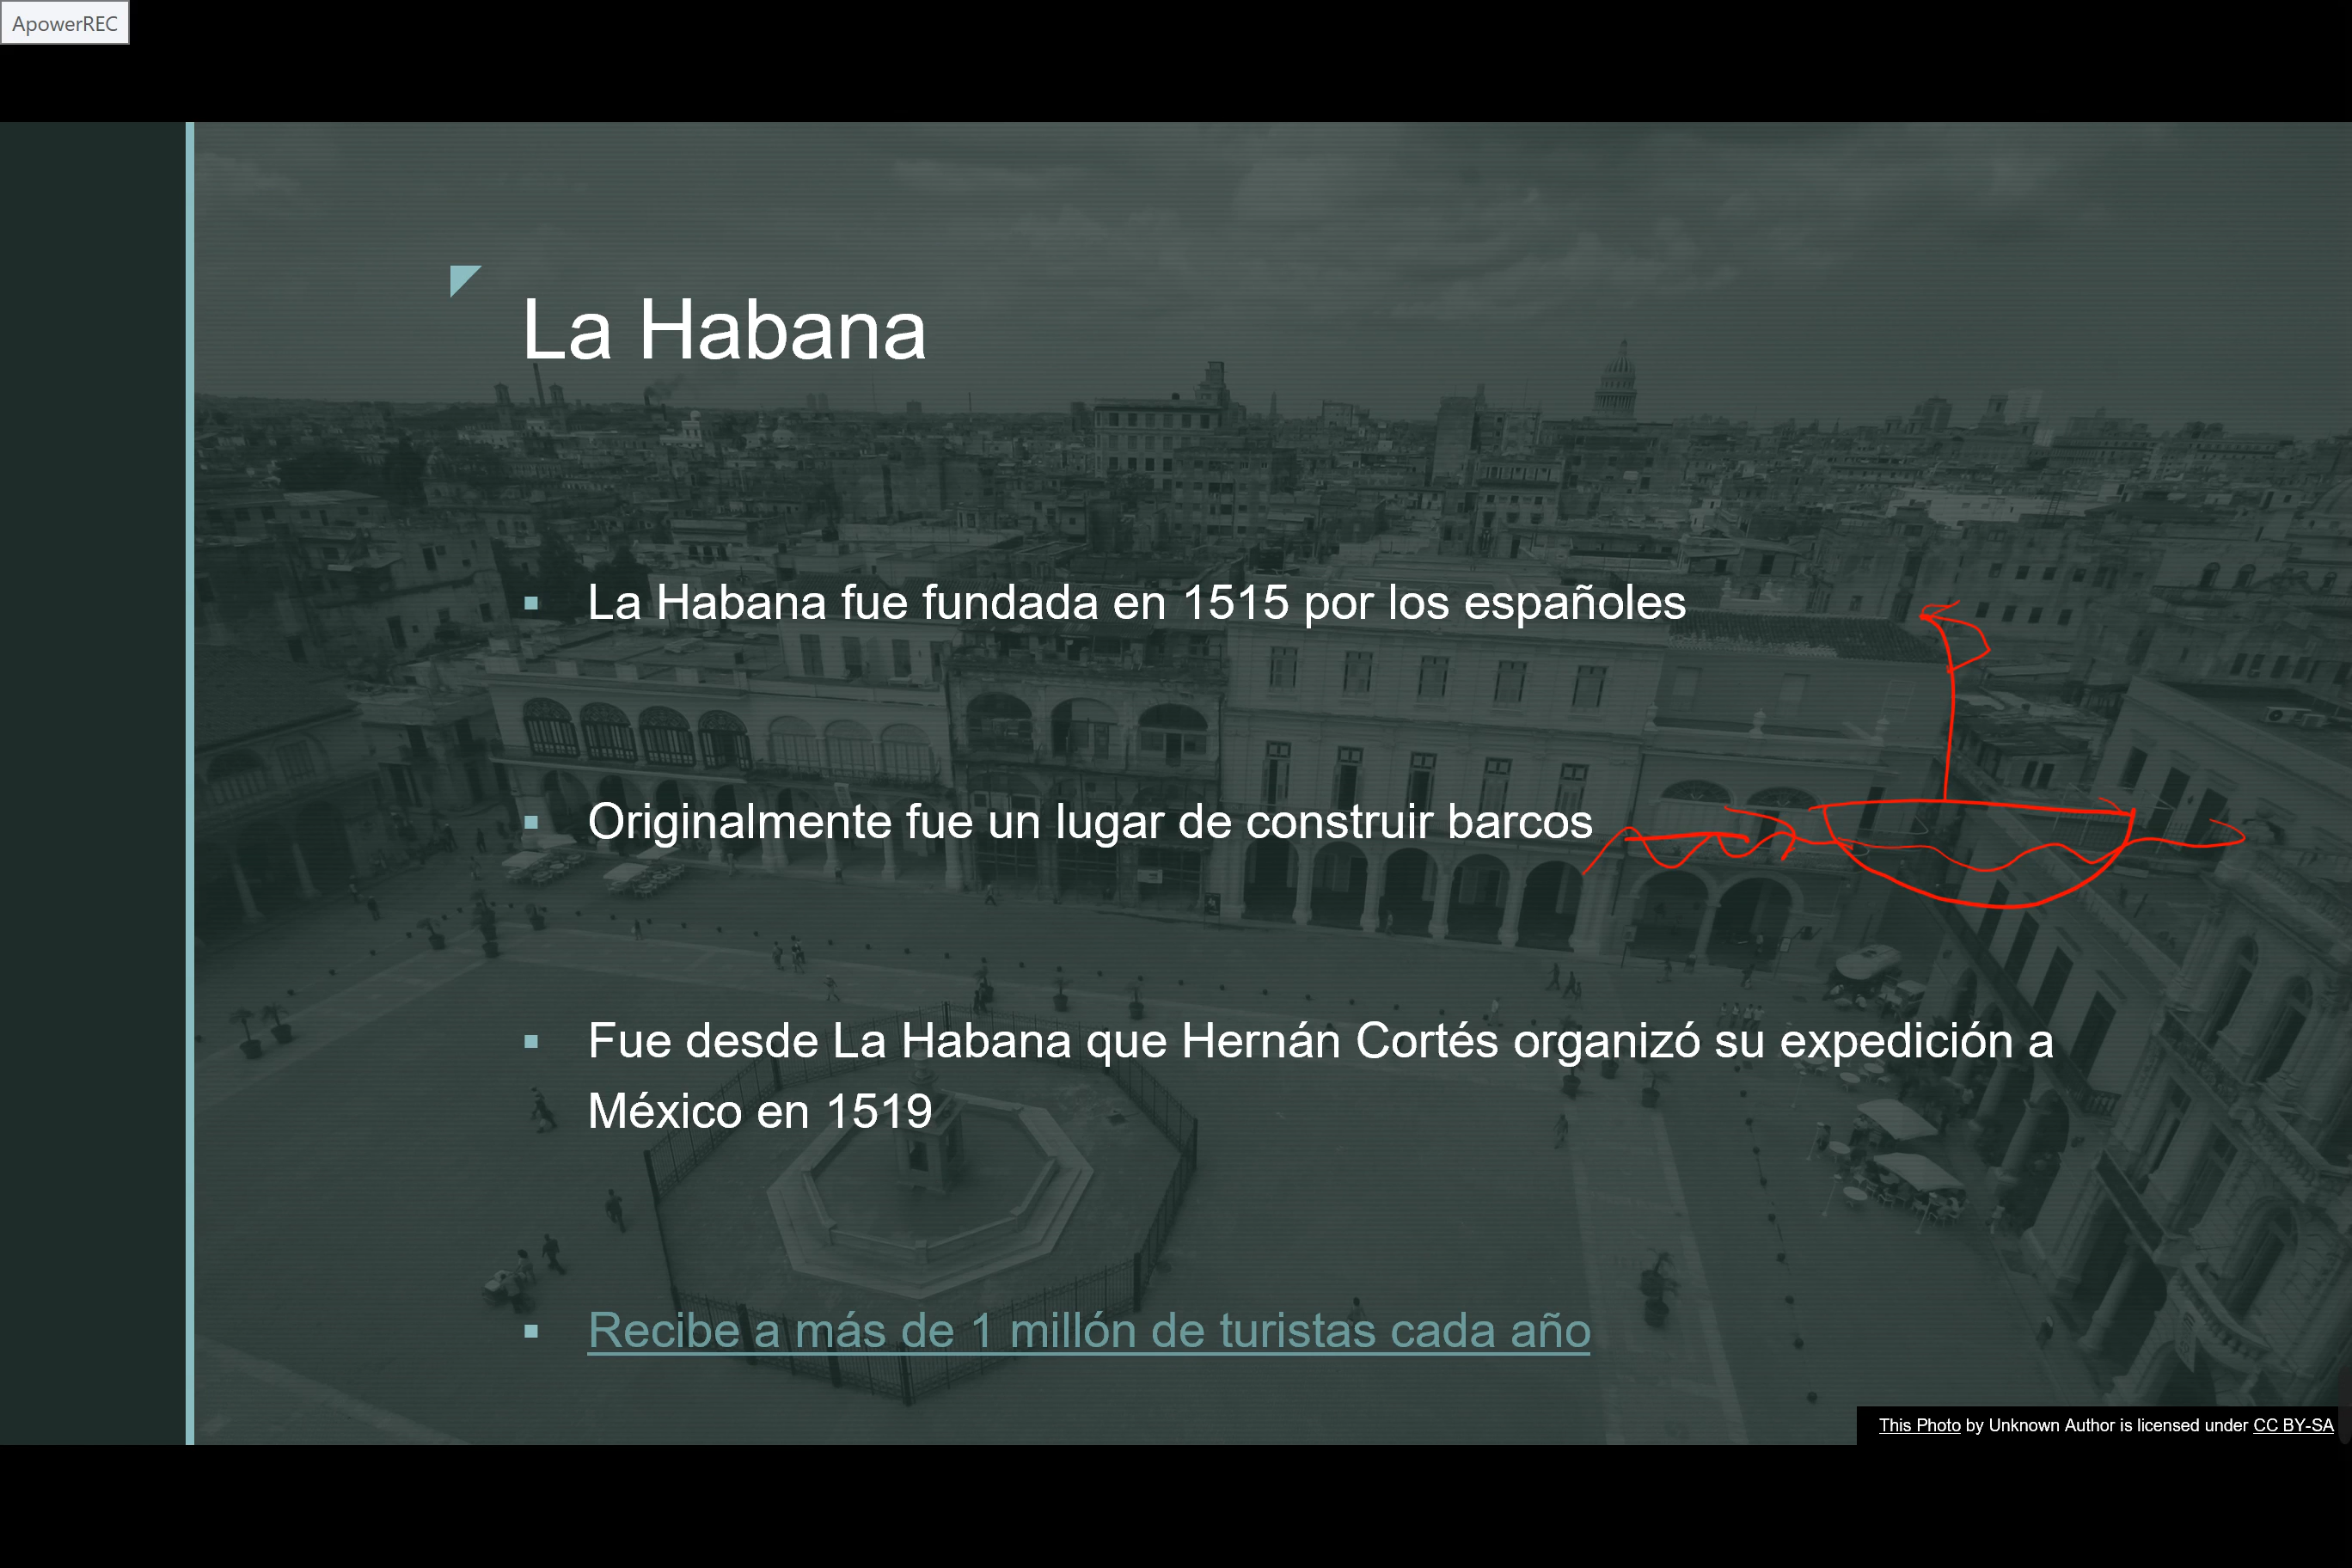 ApowerREC
La Habana
La Habana fue fundada en 1515 por los españoles
Originalmente fue un lugar de construir barcos
Fue desde La Habana que Hernán Cortés organizó su expedición a
México en 1519
Recibe a más de 1 millón de turistas cada año
This Photo by Unknown Author is licensed under CC BY-SA